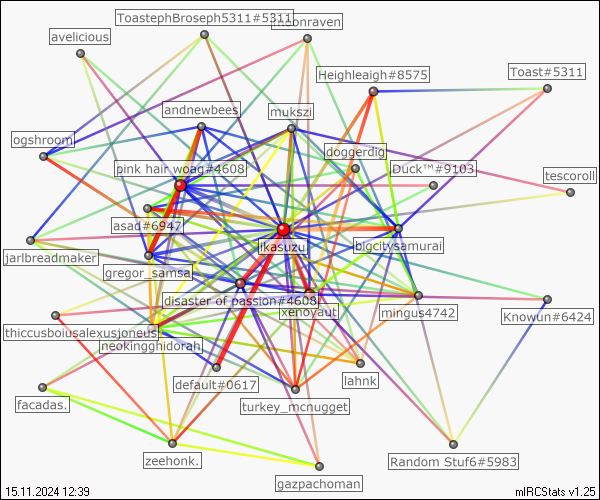 ToastephBroseph5311#5311
moonraven
avelicious
Heighleaigh#8575
Toast#5311
andnewbees
mukszi
ogshroom
doggerdig
pink hair woag#4608
Duck™#9103
tescoroll
asad#6947
likasuzu
bigcitysamurai
jarlbreadmaker
gregor_samsa
disaster of passion#4608
xenoyaut
mingus4742
Knowun#6424
thiccusboiusalexusjoneus
neokingghidorah
default#0617
lahnk
facadas.
turkey_mcnugget
zeehonk.
Random Stuf6#5983
gazpachoman
15.11.2024 12:39
mIRCStats v1.25